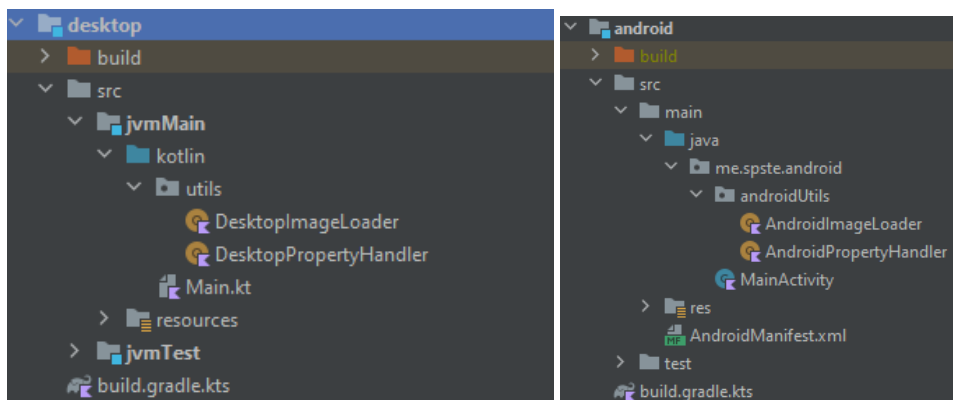 desktop
build
src
jvmMain
kotlin
utils
DesktopImageLoader
DesktopPropertyHandler
Main.kt
resources
jvmTest
build.gradle.kts
android
build
src
main
java
me.spste.android
androidUtils
AndroidImageLoader
AndroidPropertyHandler
MainActivity
res
MF
AndroidManifest.xml
test
build.gradle.kts